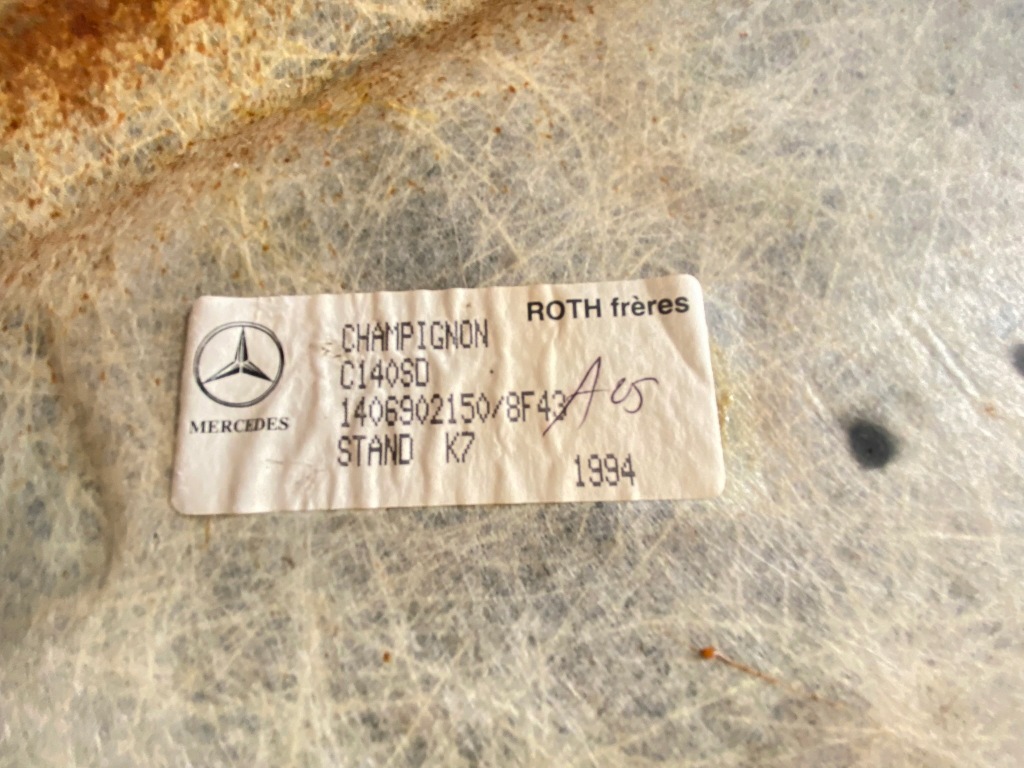 ROTH frères
CHAMPIGNON
C140SD
1406902150/8F43
STAND K7
1994
MERCEDES